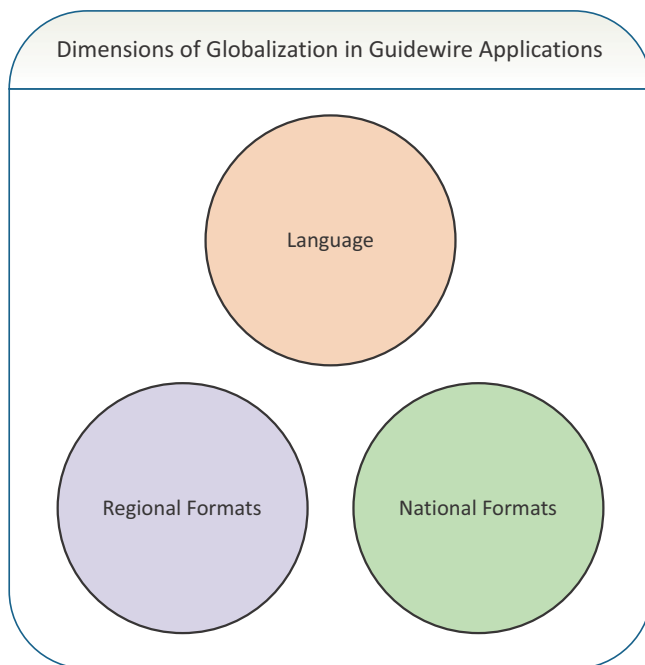 Dimensions of Globalization in Guidewire Applications
Language
Regional Formats
National Formats